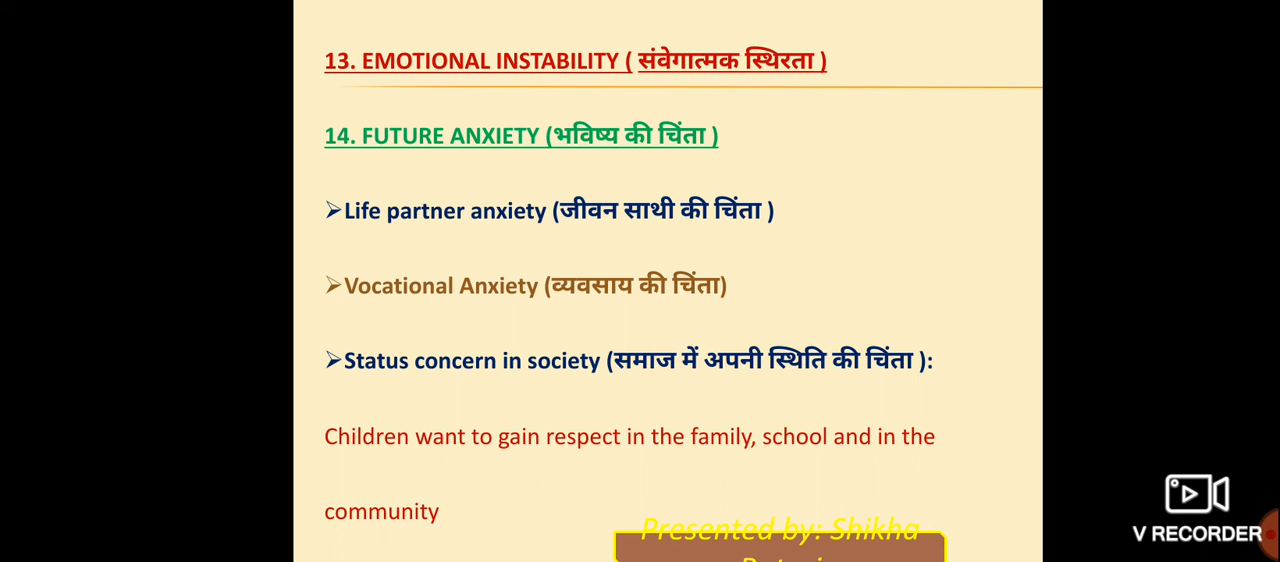 13. EMOTIONAL INSTABILITY ( संवेगात्मक स्थिरता )
14. FUTURE ANXIETY (भविष्य की चिंता )
➢Life partner anxiety (जीवन साथी की चिंता )
➢Vocational Anxiety (व्यवसाय की चिंता)
➢Status concern in society (समाज में अपनी स्थिति की चिंता ):
Children want to gain respect in the family, school and in the
community
Presented by: Shikha
V RECORDER